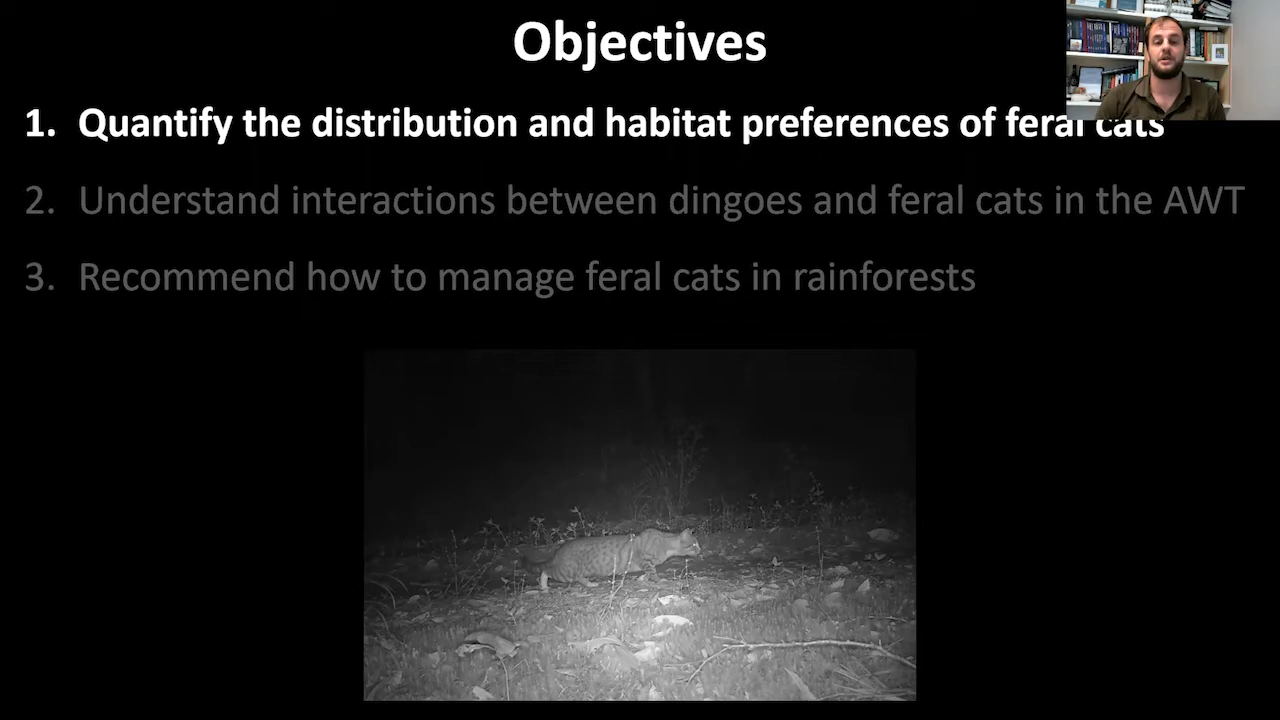 Objectives
1. Quantify the distribution and habitat preferences of feral cats
2. Understand interactions between dingoes and feral cats in the AWT
3. Recommend how to manage feral cats in rainforests